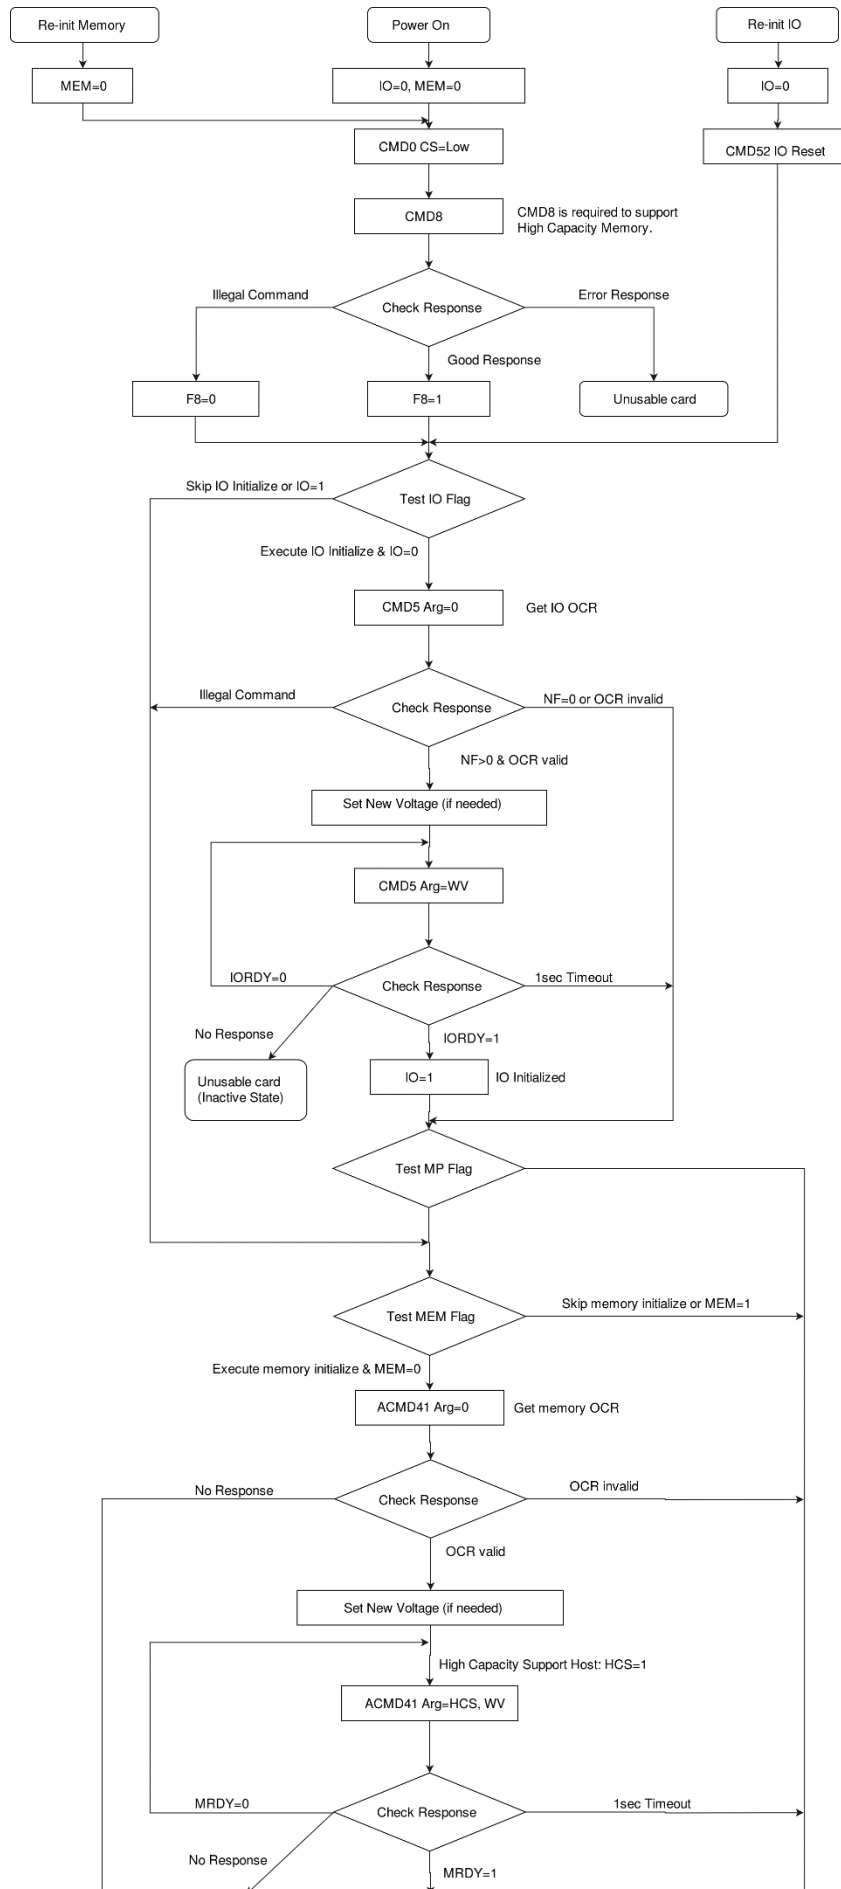 Re-init Memory
Power On
Re-init IO
MEM=0
IO=0, MEM=0
IO=0
CMD0 CS=Low
CMD52 IO Reset
CMD8
CMD8 is required to support
High Capacity Memory.
Illegal Command
Check Response
Error Response
Good Response
F8=0
F8=1
Unusable card
Skip IO Initialize or IO=1
Test IO Flag
Execute IO Initialize & IO=0
CMD5 Arg=0
Get IO OCR
Illegal Command
Check Response
NF=0 or OCR invalid
NF>0 & OCR valid
Set New Voltage (if needed)
CMD5 Arg=WV
IORDY=0
Check Response
1sec Timeout
No Response
IORDY=1
Unusable card
(Inactive State)
IO=1
IO Initialized
Test MP Flag
Test MEM Flag
Skip memory initialize or MEM=1
Execute memory initialize & MEM=0
ACMD41 Arg=0
Get memory OCR
No Response
Check Response
OCR invalid
OCR valid
Set New Voltage (if needed)
High Capacity Support Host: HCS=1
ACMD41 Arg=HCS, WV
MRDY=0
Check Response
1sec Timeout
No Response
MRDY=1